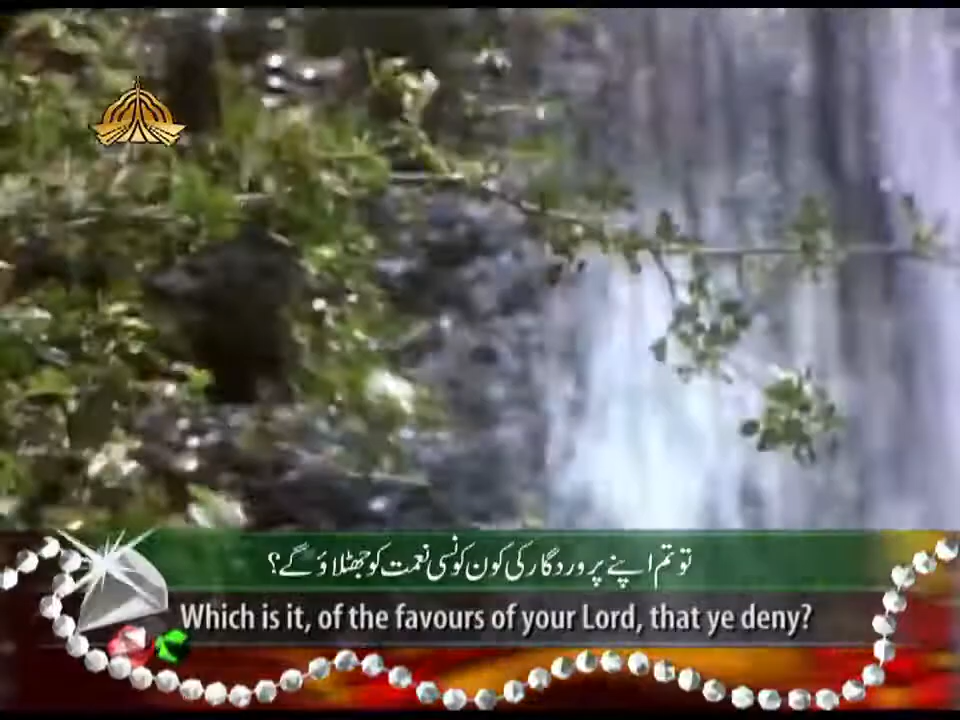 تو تم اپنے پروردگار کی کون کونسی نعمت کو جھٹلاؤ گے؟
Which is it, of the favours of your Lord, that ye deny?